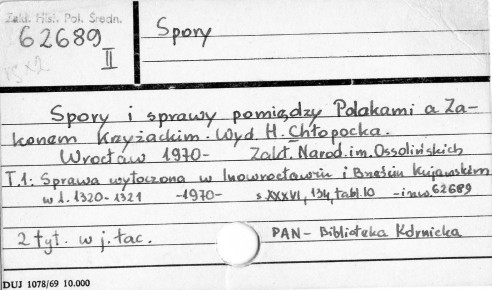 Zakł. Hist. Pol. Średn.
62689
II
Spory
Spory i sprawy pomiędzy Polakami a Za-
konem Krzyżackim. Wyd. H. Chłopocka.
Wrocław 1970- Zakł. Narod. im. Ossolińskich
T.1: Sprawa wytoczona w Inowrocławiu i Brześciu Kujawskim
w l. 1320-1321 -1970- s. XXXVI, 134, tabl. 10 - inw. 62689
2 tyt. w j. łac.
PAN - Biblioteka Kórnicka
DUJ 1078/69 10.000